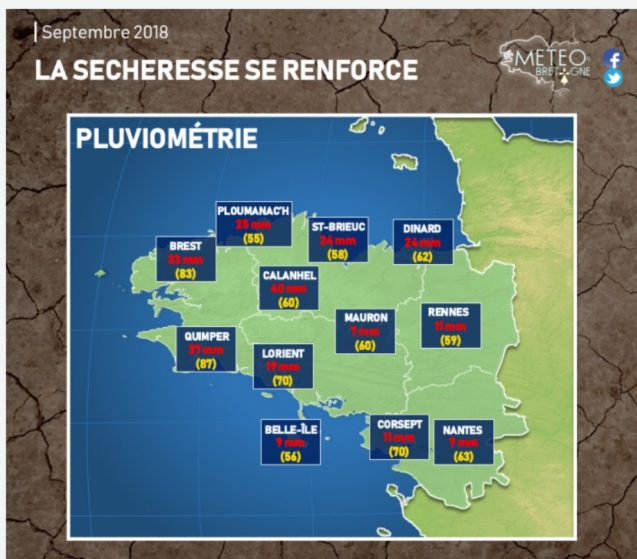 Septembre 2018
LA SECHERESSE SE RENFORCE
METEO
BRETAGNE
PLUVIOMÉTRIE
PLOUMANAC'H
25 mm
(55)
ST-BRIEUC
24 mm
(58)
DINARD
24 mm
(62)
BREST
33 mm
(83)
CALANHEL
40 mm
(60)
MAURON
7 mm
(60)
RENNES
11 mm
(59)
QUIMPER
37 mm
(87)
LORIENT
19 mm
(70)
BELLE-ÎLE
9 mm
(56)
CORSEPT
11 mm
(70)
NANTES
9 mm
(63)